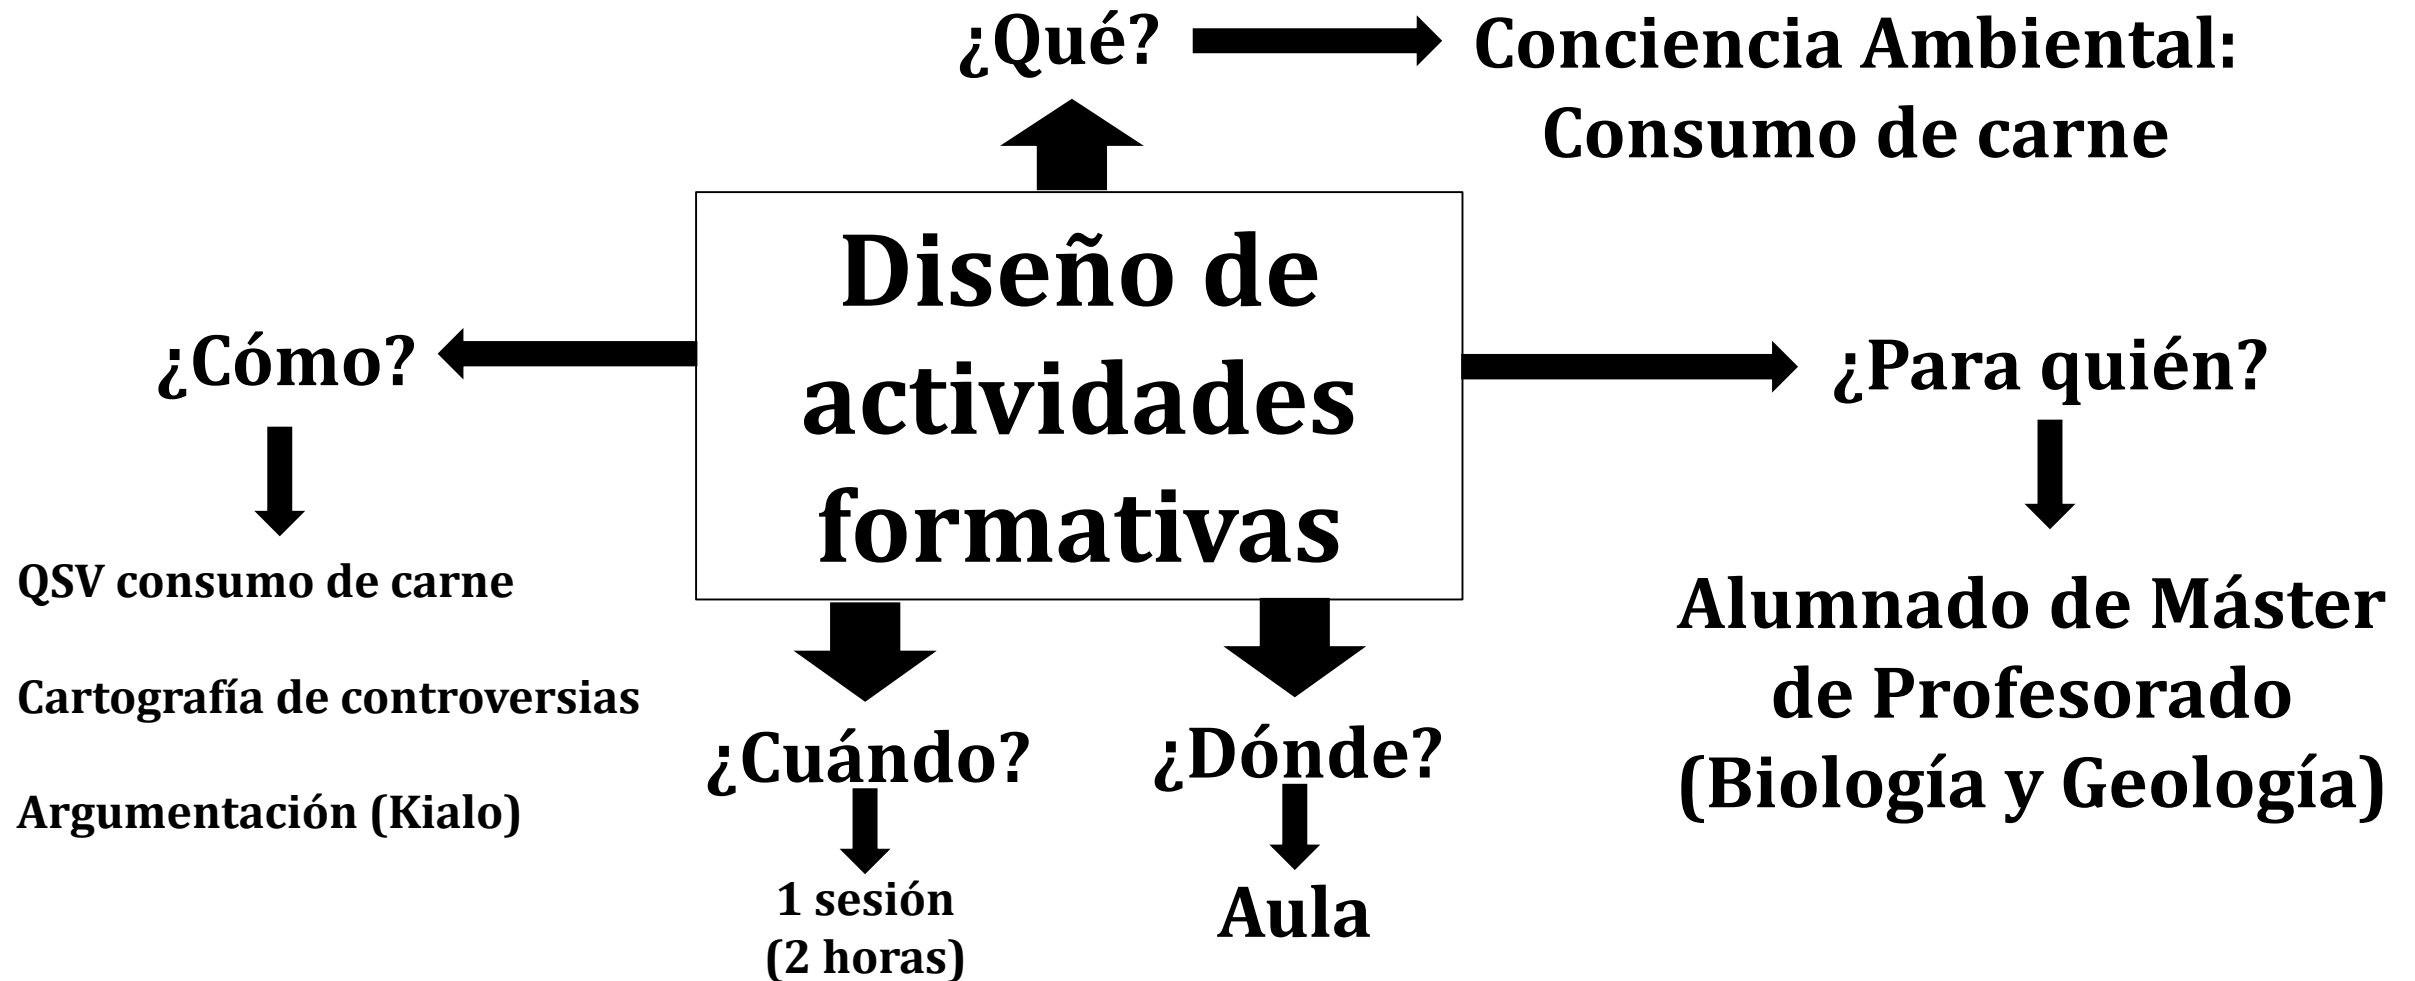 ¿Qué?
Conciencia Ambiental:
Consumo de carne
Diseño de
actividades
formativas
¿Cómo?
QSV consumo de carne
Cartografía de controversias
Argumentación (Kialo)
¿Para quién?
Alumnado de Máster
de Profesorado
(Biología y Geología)
¿Cuándo?
1 sesión
(2 horas)
¿Dónde?
Aula